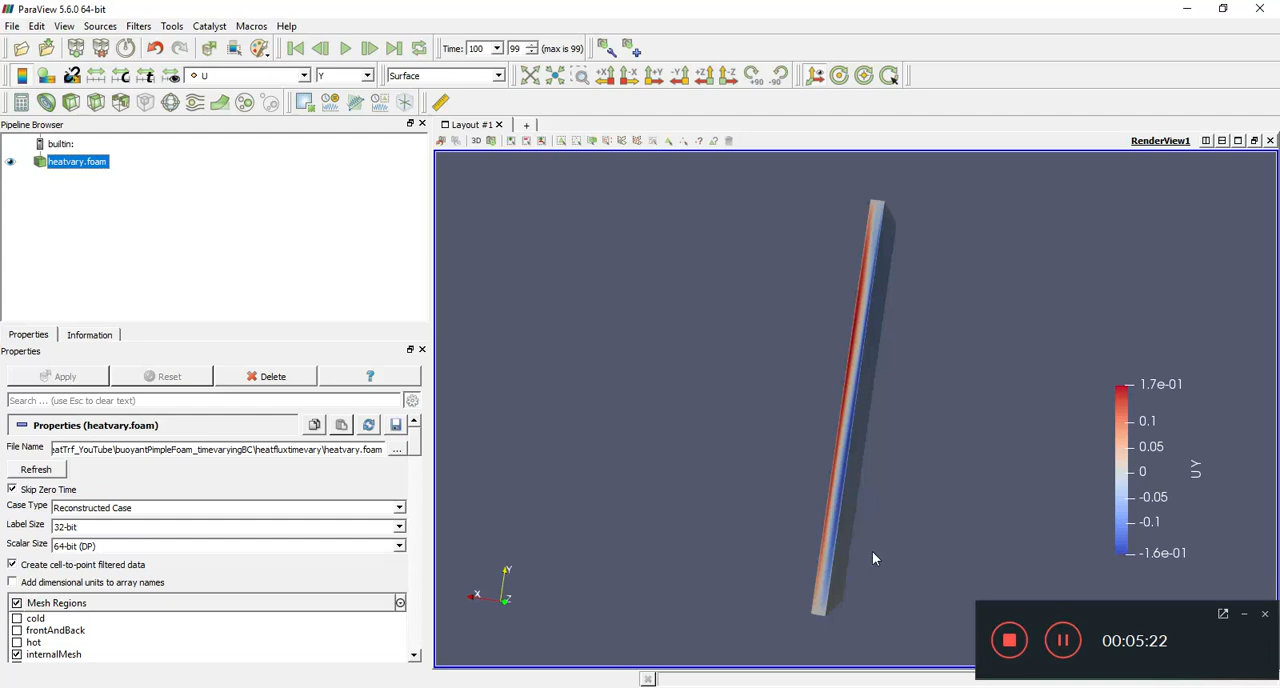 ParaView 5.6.0 64-bit
File Edit View Sources Filters Tools Catalyst Macros Help
Time: 100 99 (max is 99)
U Y Surface +X -X +Y -Y +Z -Z +90 -90
Pipeline Browser
builtin:
heatvary.foam
Layout #1
3D RenderView1
Properties Information
Properties
Apply Reset Delete ?
Search ... (use Esc to clear text)
Properties (heatvary.foam)
File Name eatTrf_YouTube\buoyantPimpleFoam_timevaryingBC\heatfluxtimevary\heatvary.foam ...
Refresh
Skip Zero Time
Case Type Reconstructed Case
Label Size 32-bit
Scalar Size 64-bit (DP)
Create cell-to-point filtered data
Add dimensional units to array names
Mesh Regions
cold
frontAndBack
hot
internalMesh
Y
X
Z
1.7e-01
0.1
0.05
0
-0.05
-0.1
-1.6e-01
U Y
00:05:22